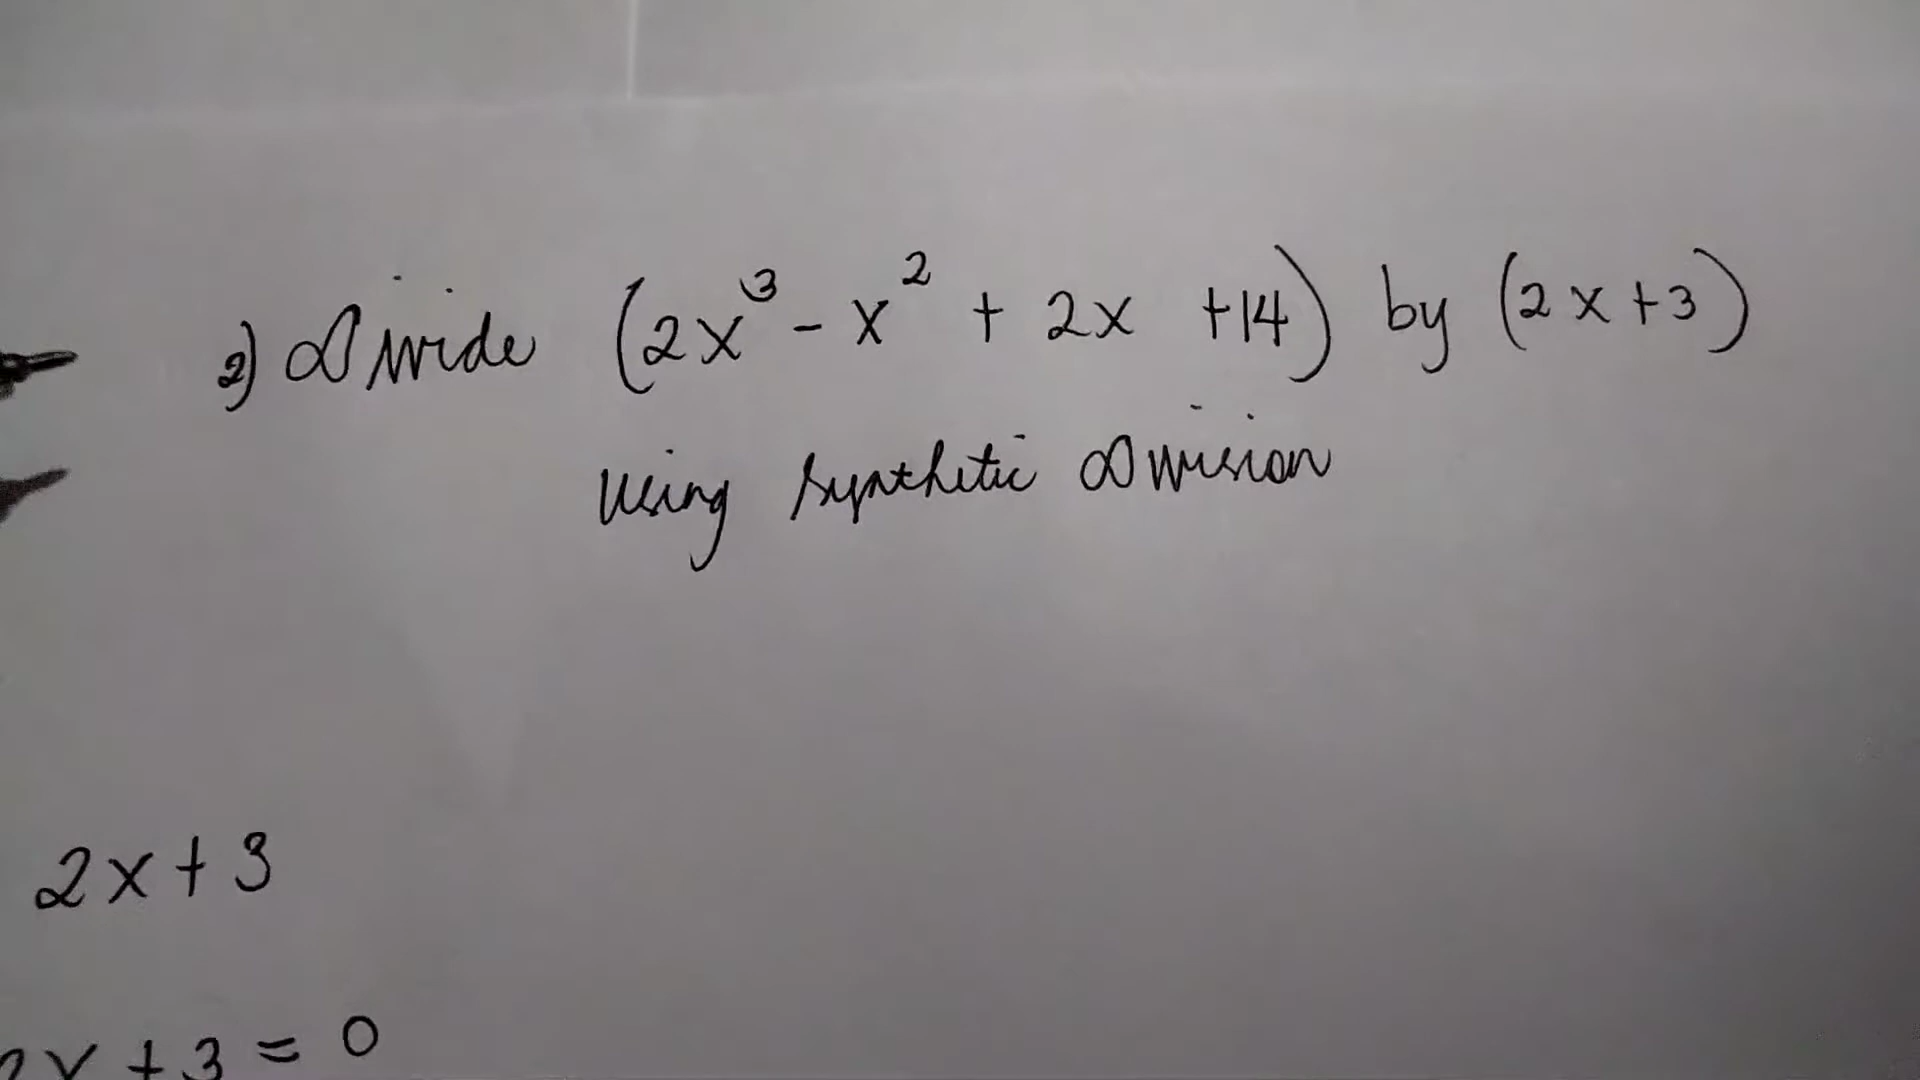 2) Divide (2x³ - x² + 2x +14) by (2x+3)
Using Synthetic Division
2x+3
2x+3=0